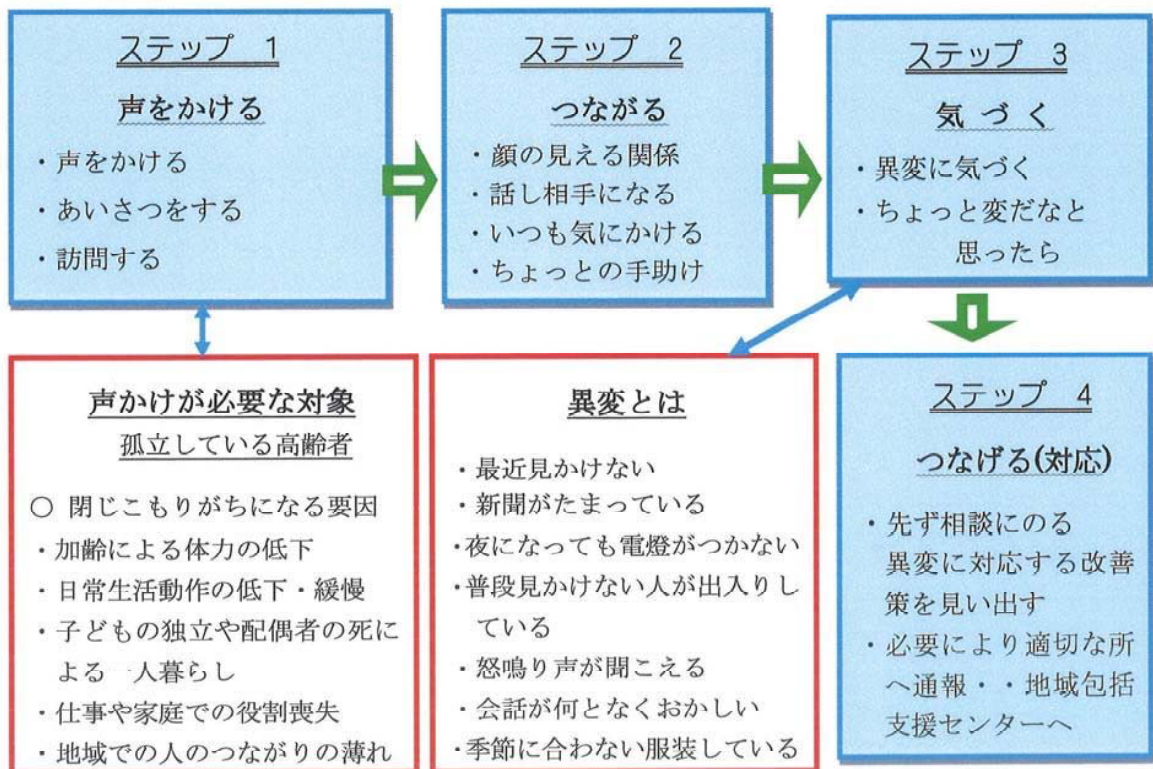 ステップ　1
声をかける
・声をかける
・あいさつをする
・訪問する
ステップ　2
つながる
・顔の見える関係
・話し相手になる
・いつも気にかける
・ちょっとの手助け
ステップ　3
気 づ く
・異変に気づく
・ちょっと変だなと
思ったら
声かけが必要な対象
孤立している高齢者
○ 閉じこもりがちになる要因
・加齢による体力の低下
・日常生活動作の低下・緩慢
・子どもの独立や配偶者の死に
よる一人暮らし
・仕事や家庭での役割喪失
・地域での人のつながりの薄れ
異変とは
・最近見かけない
・新聞がたまっている
・夜になっても電燈がつかない
・普段見かけない人が出入りし
ている
・怒鳴り声が聞こえる
・会話が何となくおかしい
・季節に合わない服装している
ステップ　4
つなげる(対応)
・先ず相談にのる
異変に対応する改善
策を見い出す
・必要により適切な所
へ通報・・地域包括
支援センターへ